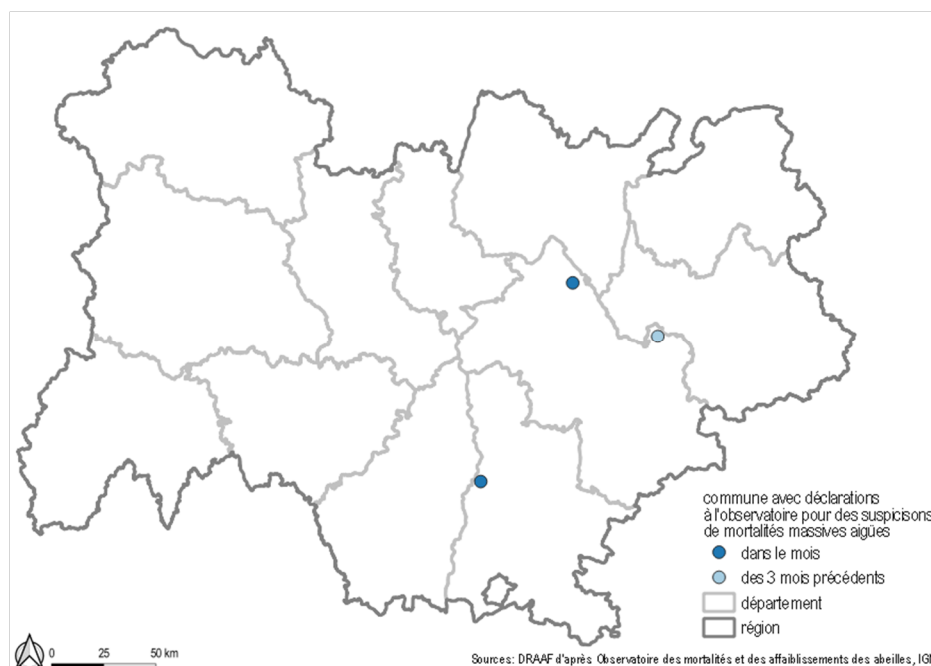 commune avec déclarations
à l'observatoire pour des suspicisons
de mortalités massives aigües
dans le mois
des 3 mois précédents
département
région
0 25 50 km
Sources: DRAAF d'après Observatoire des mortalités et des affaiblissements des abeilles,